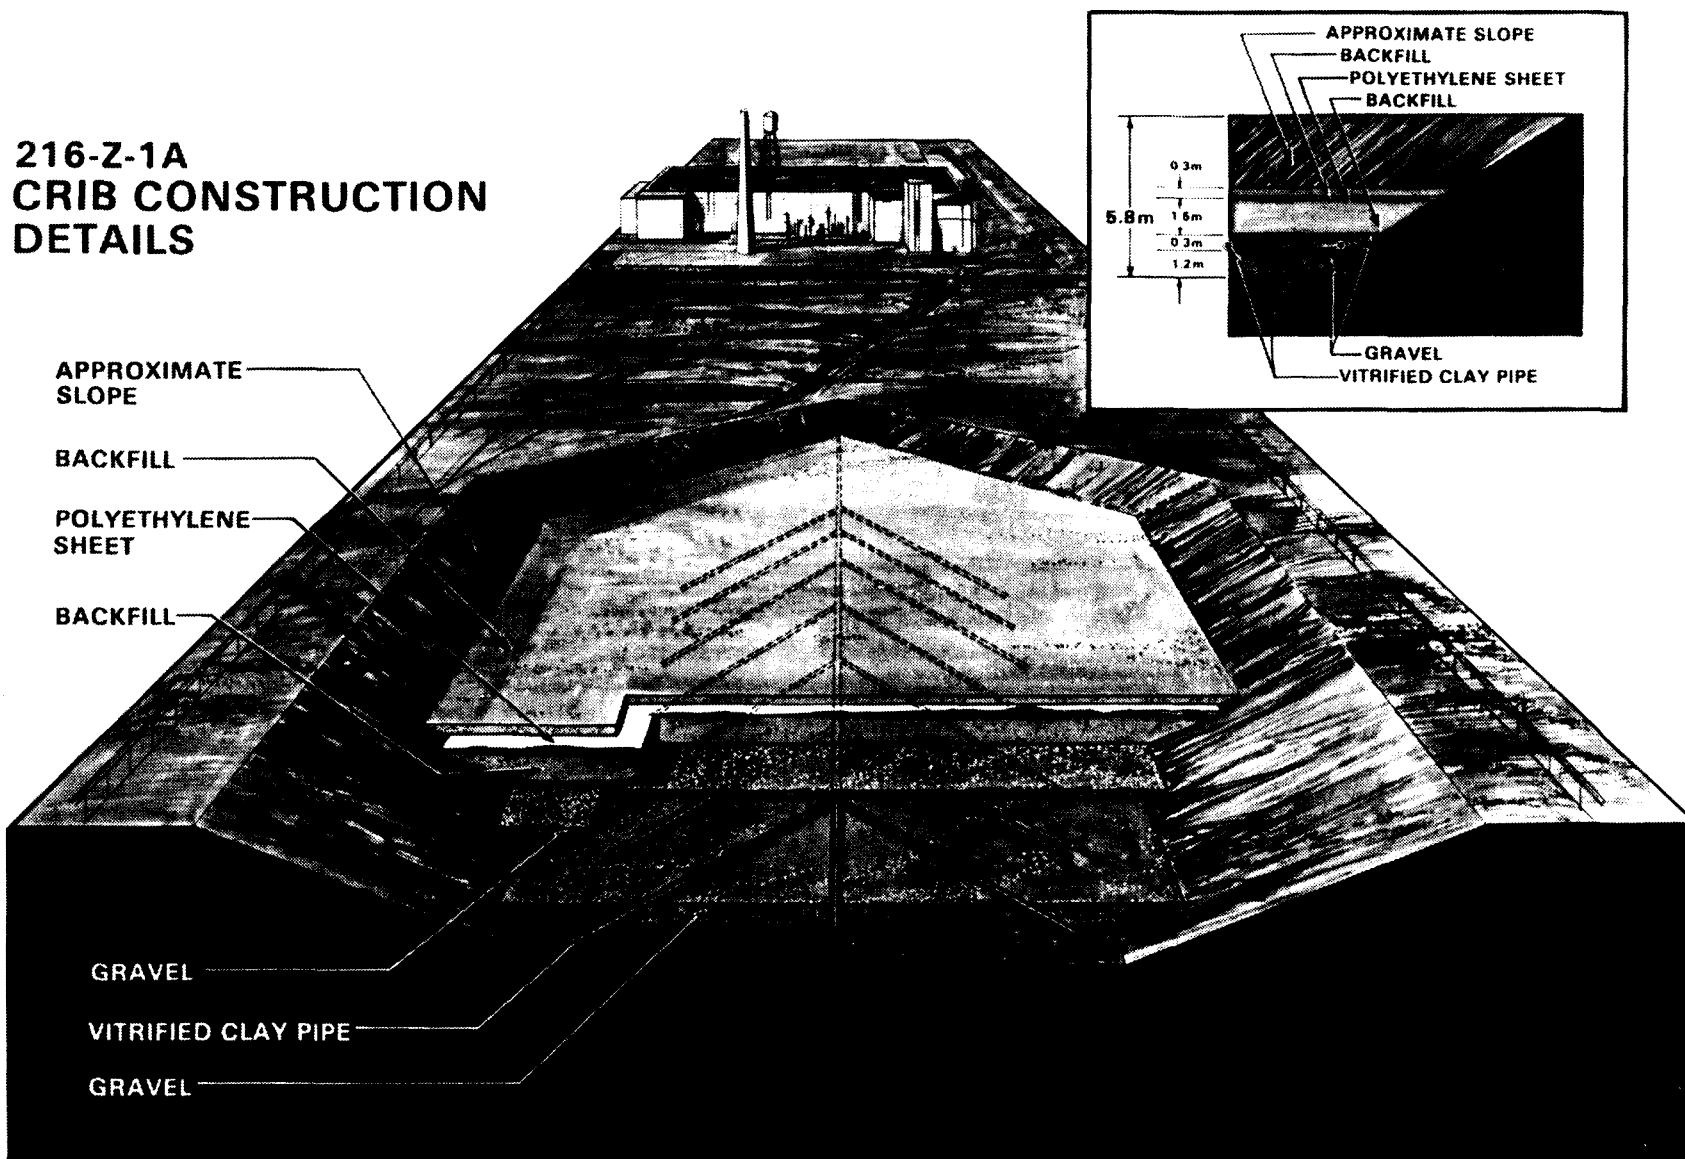 216-Z-1A
CRIB CONSTRUCTION
DETAILS
APPROXIMATE SLOPE
BACKFILL
POLYETHYLENE SHEET
BACKFILL
0.3m
5.8m
1.5m
0.3m
1.2m
GRAVEL
VITRIFIED CLAY PIPE
APPROXIMATE
SLOPE
BACKFILL
POLYETHYLENE
SHEET
BACKFILL
GRAVEL
VITRIFIED CLAY PIPE
GRAVEL